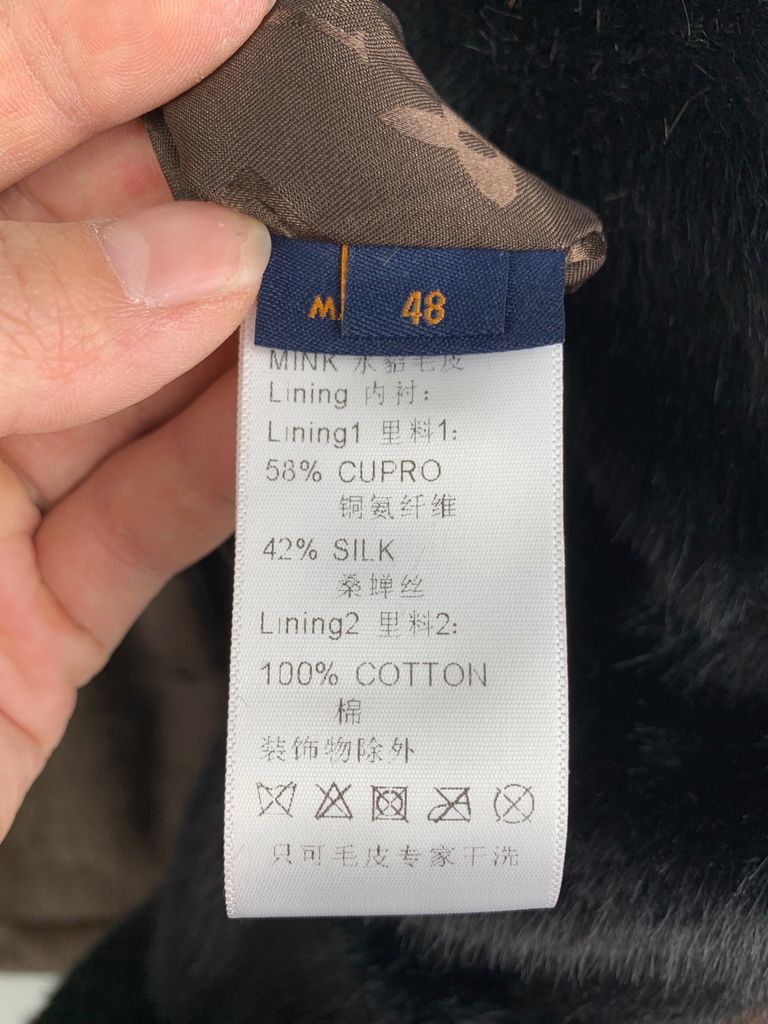 48
MINK 水貂毛皮
Lining 内衬：
Lining1 里料1：
58% CUPRO
铜氨纤维
42% SILK
桑蝉丝
Lining2 里料2：
100% COTTON
棉
装饰物除外
只可毛皮专家干洗